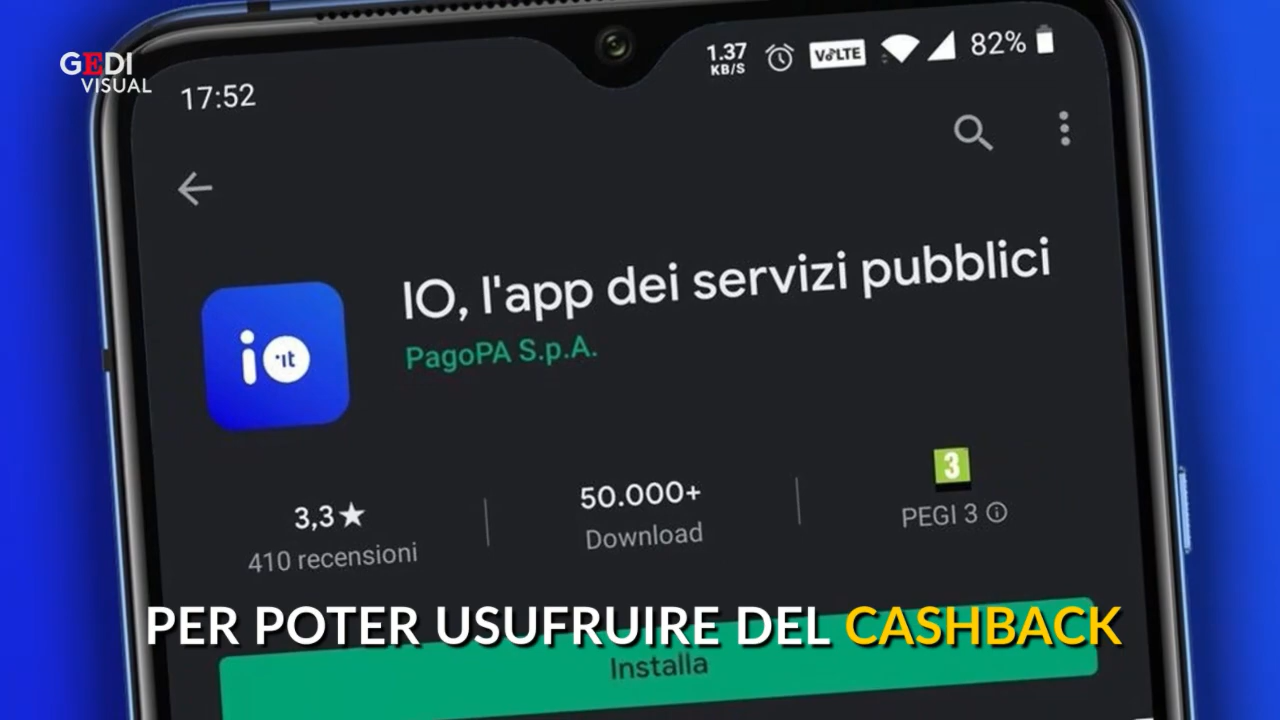 GEDI
VISUAL
17:52
1.37
KB/S
VoLTE
82%
IO, l'app dei servizi pubblici
PagoPA S.p.A.
io
.it
3,3★
410 recensioni
50.000+
Download
3
PEGI 3
PER POTER USUFRUIRE DEL CASHBACK
Installa